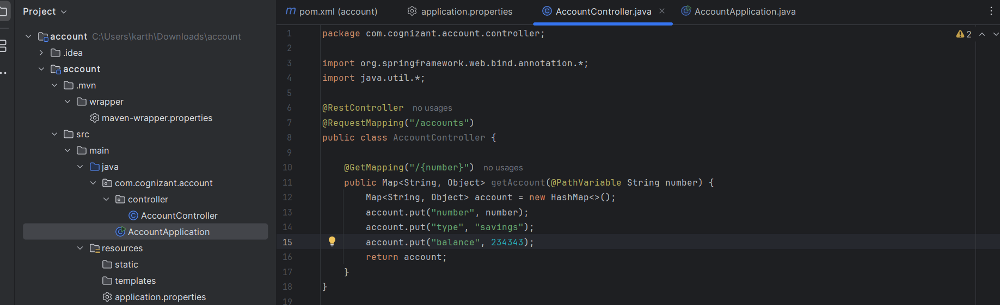 Project
account C:\Users\karth\Downloads\account
.idea
account
.mvn
wrapper
maven-wrapper.properties
src
main
java
com.cognizant.account
controller
AccountController
AccountApplication
resources
static
templates
application.properties
m pom.xml (account) application.properties AccountController.java AccountApplication.java
2
1 package com.cognizant.account.controller;
2
3 import org.springframework.web.bind.annotation.*;
4 import java.util.*;
5
6 @RestController no usages
7 @RequestMapping("/accounts")
8 public class AccountController {
9
10 @GetMapping("/{number}") no usages
11 public Map<String, Object> getAccount(@PathVariable String number) {
12 Map<String, Object> account = new HashMap<>();
13 account.put("number", number);
14 account.put("type", "savings");
15 account.put("balance", 234343);
16 return account;
17 }
18 }
19